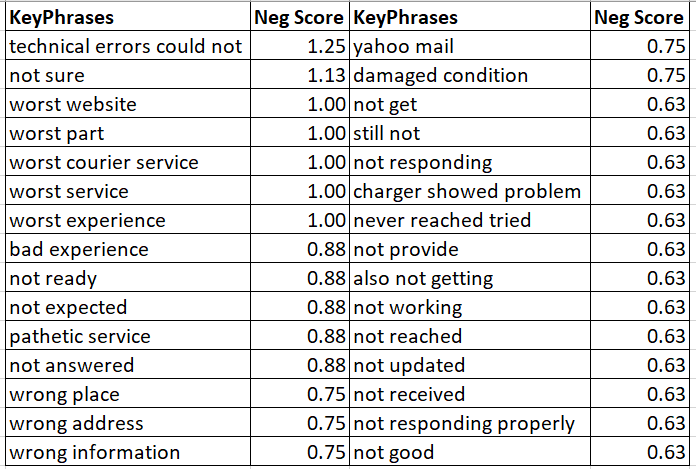 KeyPhrases Neg Score KeyPhrases Neg Score
technical errors could not 1.25 yahoo mail 0.75
not sure 1.13 damaged condition 0.75
worst website 1.00 not get 0.63
worst part 1.00 still not 0.63
worst courier service 1.00 not responding 0.63
worst service 1.00 charger showed problem 0.63
worst experience 1.00 never reached tried 0.63
bad experience 0.88 not provide 0.63
not ready 0.88 also not getting 0.63
not expected 0.88 not working 0.63
pathetic service 0.88 not reached 0.63
not answered 0.88 not updated 0.63
wrong place 0.75 not received 0.63
wrong address 0.75 not responding properly 0.63
wrong information 0.75 not good 0.63